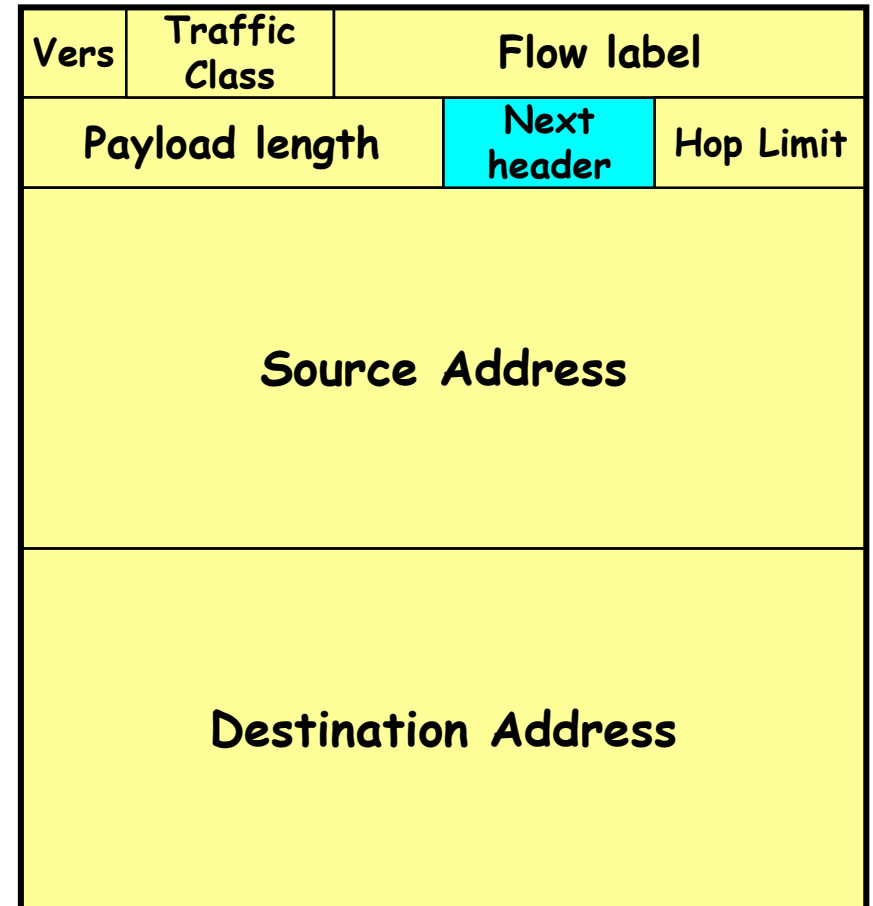 Vers
Traffic
Class
Flow label
Payload length
Next
header
Hop Limit
Source Address
Destination Address